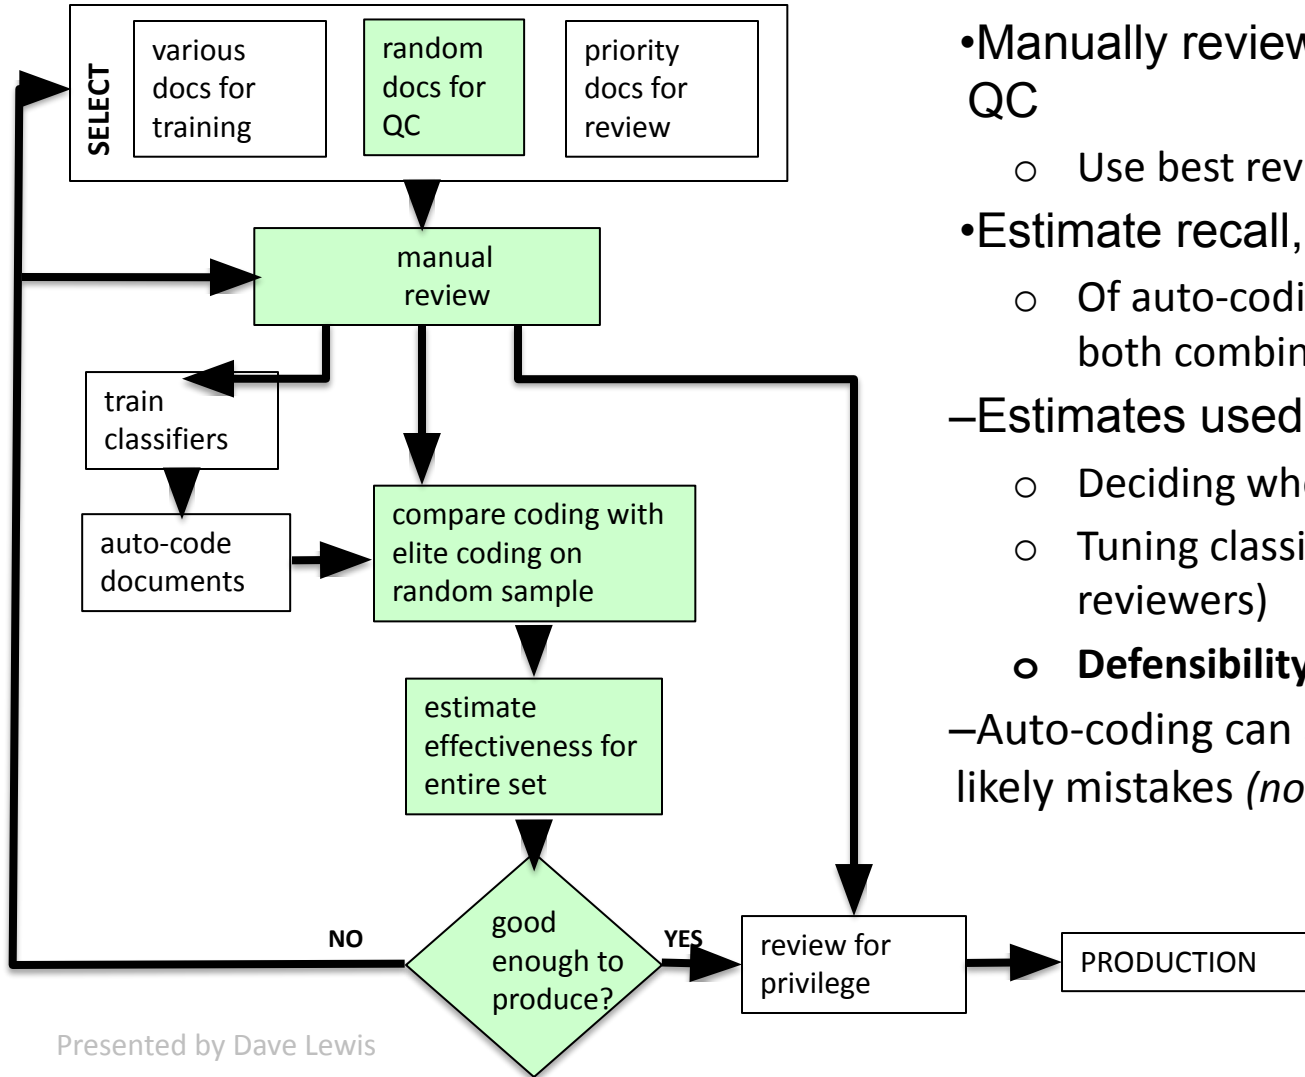 SELECT
various
docs for
training
random
docs for
QC
priority
docs for
review
manual
review
train
classifiers
auto-code
documents
compare coding with
elite coding on
random sample
estimate
effectiveness for
entire set
good
enough to
produce?
NO
YES
review for
privilege
PRODUCTION
Presented by Dave Lewis
•Manually review
QC
o Use best rev
•Estimate recall,
o Of auto-codi
both combin
–Estimates used
o Deciding whe
o Tuning classi
reviewers)
o Defensibility
–Auto-coding can
likely mistakes (no